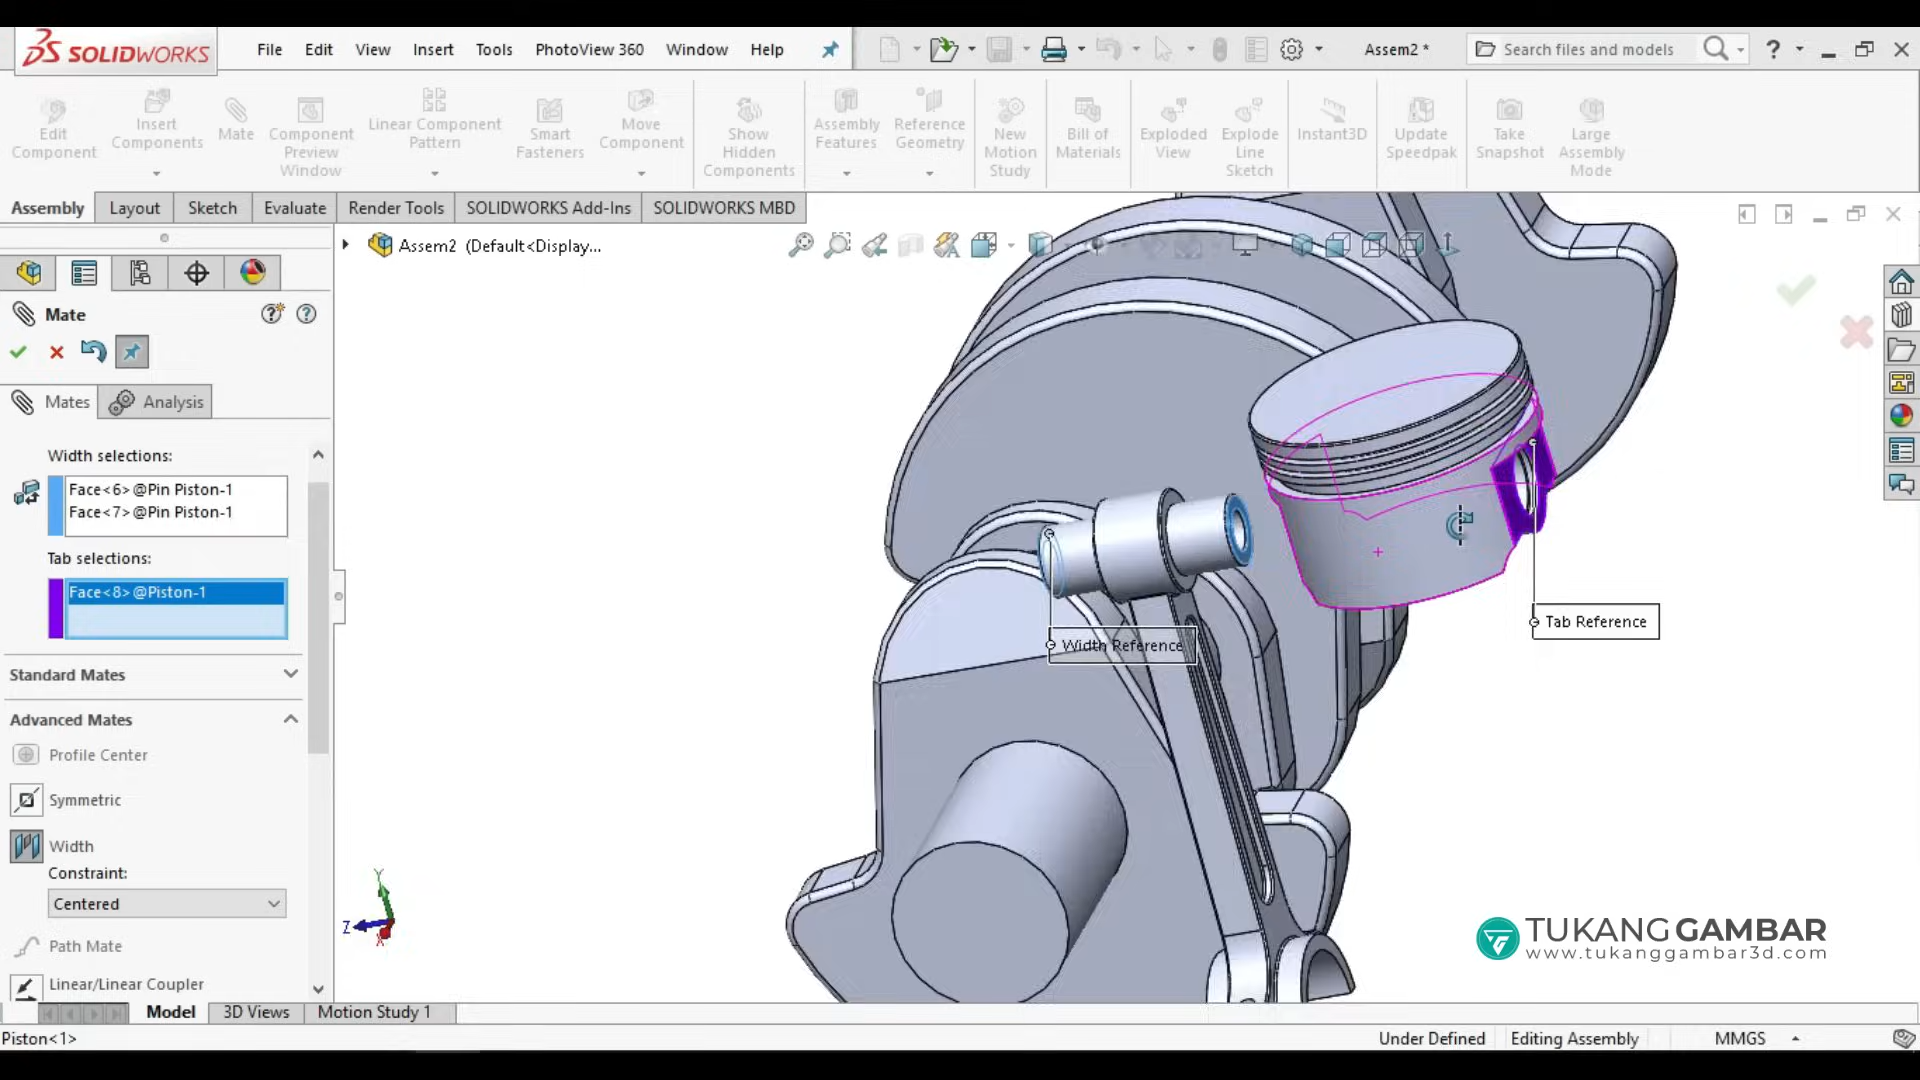 SOLIDWORKS
File Edit View Insert Tools PhotoView 360 Window Help
Assem2 *
Search files and models
?
Edit Component
Insert Components
Mate
Component Preview Window
Linear Component Pattern
Smart Fasteners
Move Component
Show Hidden Components
Assembly Features
Reference Geometry
New Motion Study
Bill of Materials
Exploded View
Explode Line Sketch
Instant3D
Update Speedpak
Take Snapshot
Large Assembly Mode
Assembly Layout Sketch Evaluate Render Tools SOLIDWORKS Add-Ins SOLIDWORKS MBD
Assem2 (Default<Display...
Mate
Mates Analysis
Width selections:
Face<6>@Pin Piston-1
Face<7>@Pin Piston-1
Tab selections:
Face<8>@Piston-1
Standard Mates
Advanced Mates
Profile Center
Symmetric
Width
Constraint:
Centered
Path Mate
Linear/Linear Coupler
Width Reference
Tab Reference
Y
Z
X
TUKANGGAMBAR
www.tukanggambar3d.com
Model 3D Views Motion Study 1
Piston<1>
Under Defined Editing Assembly MMGS